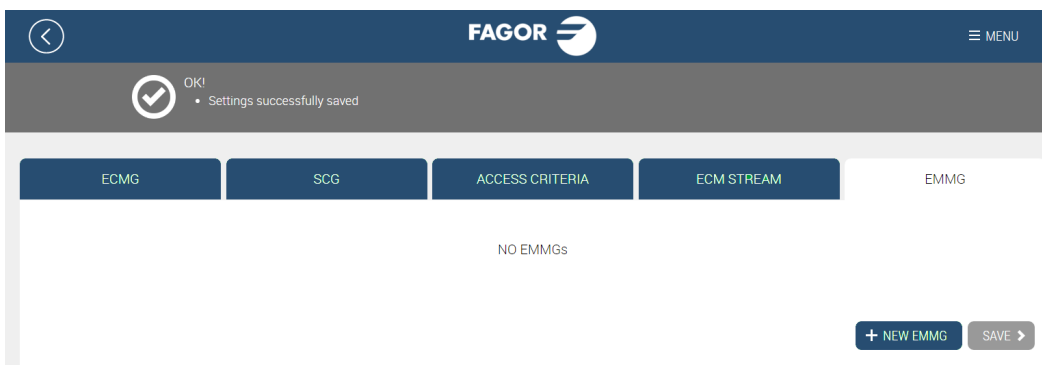 FAGOR
MENU
OK!
• Settings successfully saved
ECMG SCG ACCESS CRITERIA ECM STREAM EMMG
NO EMMGs
+ NEW EMMG SAVE